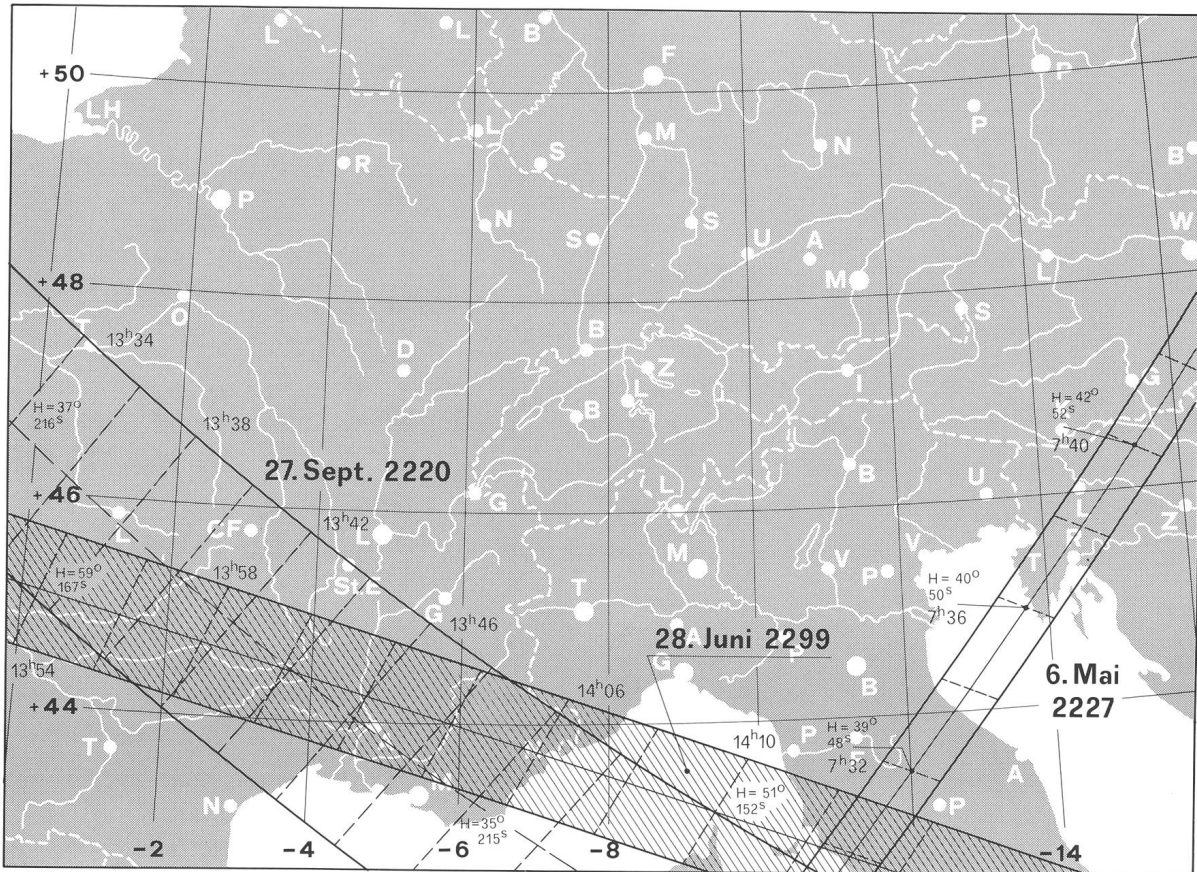 L L B
F
+50
P
LH
P
L M
N
B
R S
P
N S S
U A
W
L
M
+48
O
S
T 13h34
B
D Z
I
G
L
H=37°
216s
13h38
B
H=42°
52s
K
7h40
27. Sept. 2220
B
+46
G
L
U
L
Z
L
CF
13h42
L
M
V
V
P
T
R
H=59°
167s
13h58
St.E
H=40°
50s
7h36
G
13h46
T
A
28. Juni 2299
P
G
B
6. Mai
2227
13h54
14h06
+44
T
14h10
P
F
H=39°
48s
7h32
A
M
H=51°
152s
N
H=35°
215s
P
-2 -4 -6 -8 -14